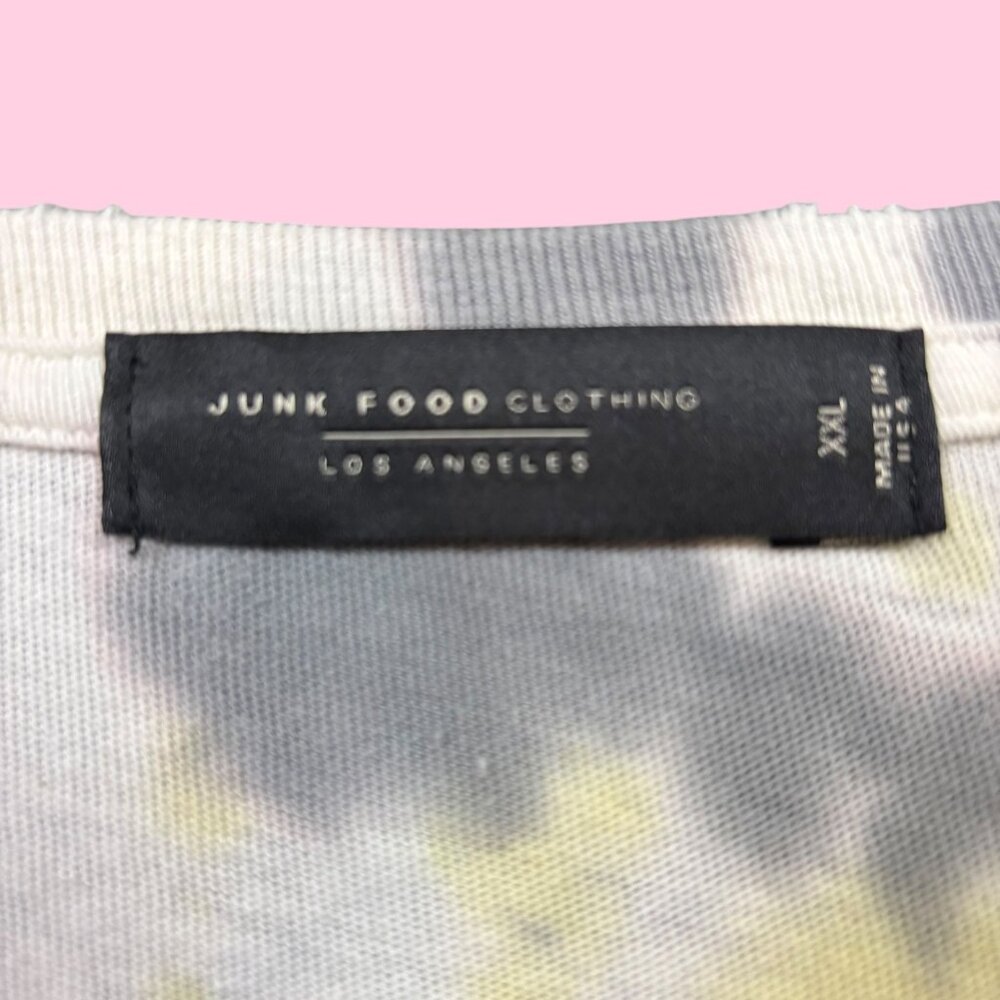 JUNK FOOD CLOTHING
LOS ANGELES
XXL
MADE IN
USA